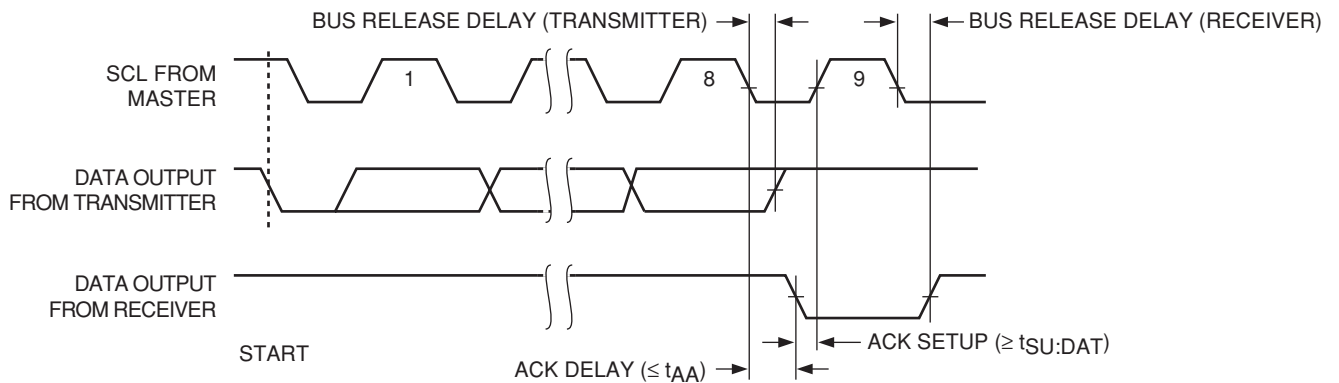 BUS RELEASE DELAY (TRANSMITTER)
BUS RELEASE DELAY (RECEIVER)
SCL FROM
MASTER
1
8
9
DATA OUTPUT
FROM TRANSMITTER
DATA OUTPUT
FROM RECEIVER
START
ACK SETUP (≥ tSU:DAT)
ACK DELAY (≤ tAA)